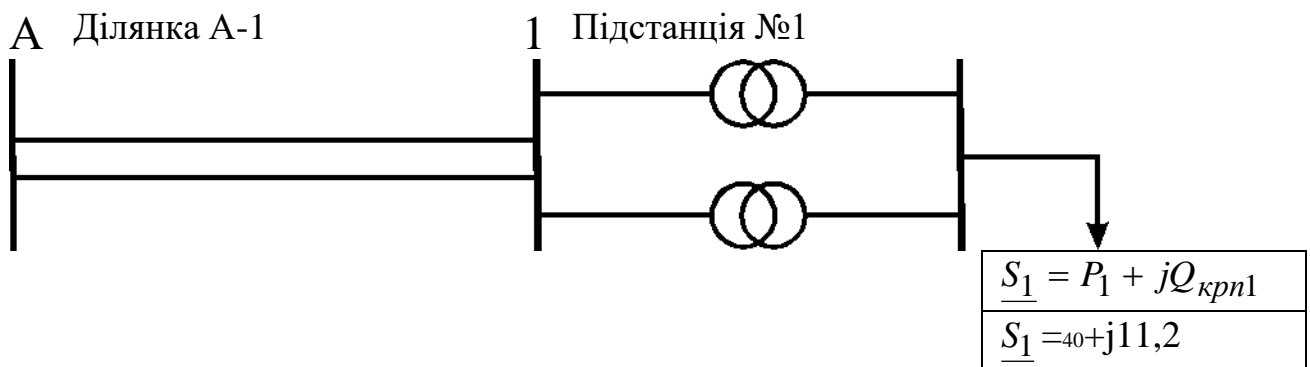 А Ділянка А-1 1 Підстанція №1
S1 = P1 + jQкрп1
S1 =40+j11,2